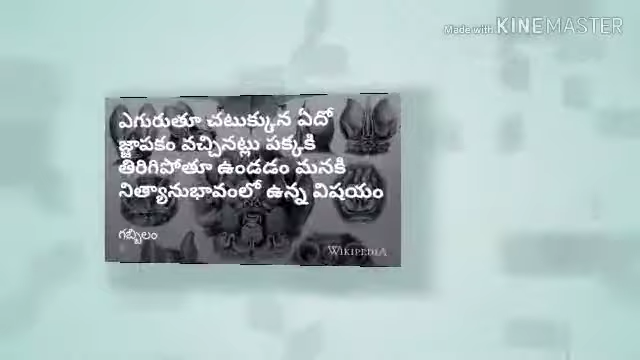 Made with KINEMASTER
ఎగురుతూ చటుక్కున ఏదో
జ్ఞాపకం వచ్చినట్లు పక్కకి
తిరిగిపోతూ ఉండడం మనకి
నిత్యానుభావంలో ఉన్న విషయం
గబ్బిలం
WIKIPEDIA